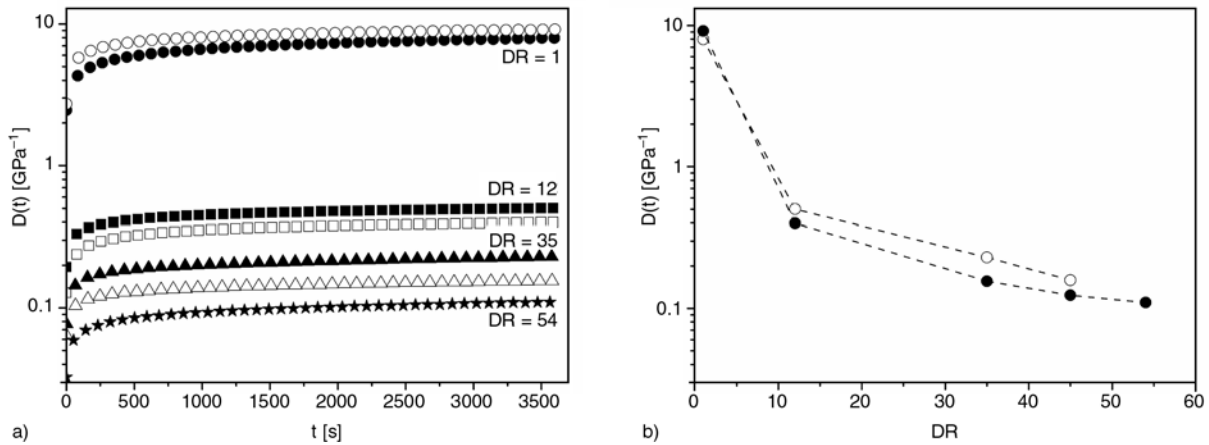 10
1
0.1
D(t) [GPa⁻¹]
DR = 1
DR = 12
DR = 35
DR = 54
0 500 1000 1500 2000 2500 3000 3500
a) t [s]
10
1
0.1
D(t) [GPa⁻¹]
0 10 20 30 40 50 60
b) DR